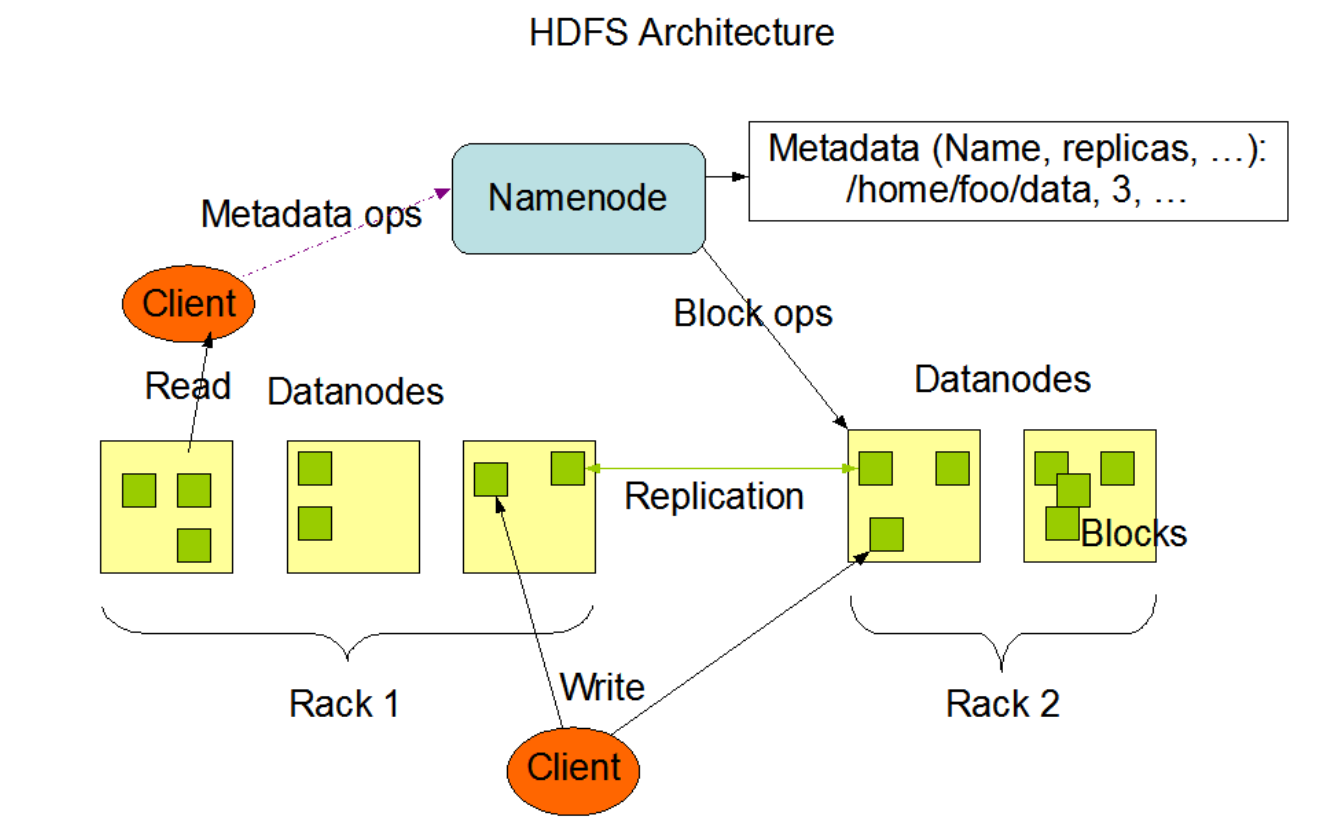 HDFS Architecture
Metadata (Name, replicas, …):
/home/foo/data, 3, …
Namenode
Metadata ops
Client
Block ops
Read
Datanodes
Datanodes
Replication
Blocks
Rack 1
Write
Rack 2
Client